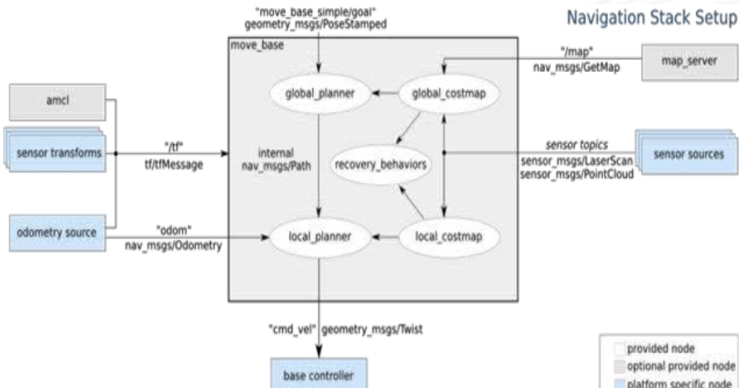 Navigation Stack Setup
"move_base_simple/goal"
geometry_msgs/PoseStamped
move_base
"/map"
nav_msgs/GetMap
map_server
amcl
global_planner
global_costmap
sensor transforms
"/tf"
tf/tfMessage
internal
nav_msgs/Path
recovery_behaviors
sensor topics
sensor_msgs/LaserScan
sensor_msgs/PointCloud
sensor sources
odometry source
"odom"
nav_msgs/Odometry
local_planner
local_costmap
"cmd_vel" geometry_msgs/Twist
base controller
provided node
optional provided node
platform specific node